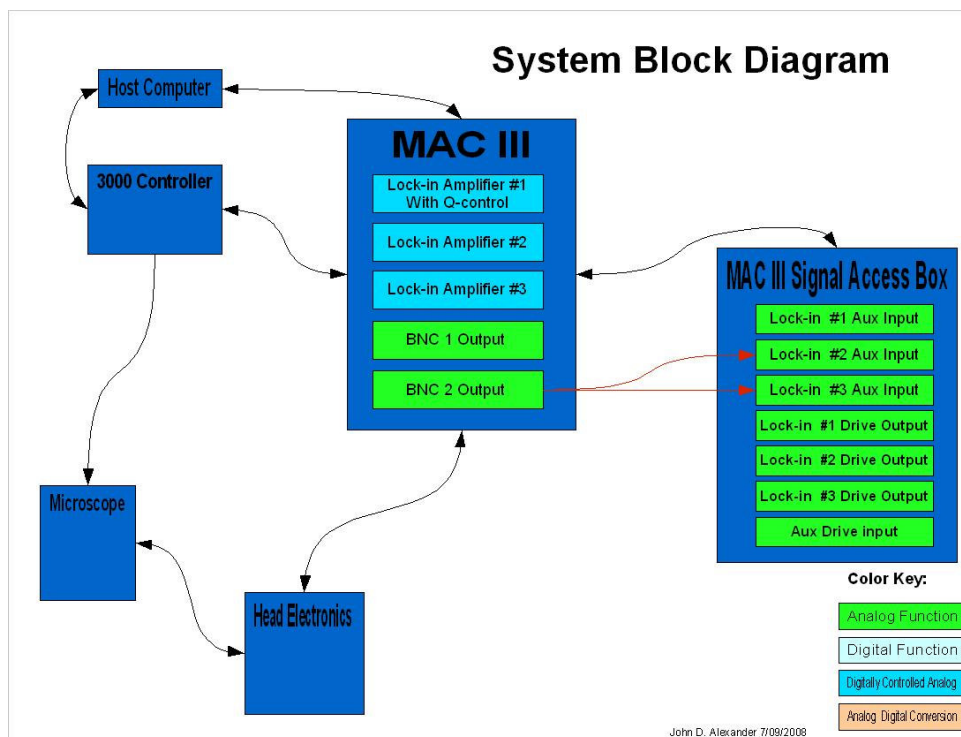 System Block Diagram
Host Computer
MAC III
3000 Controller
Lock-in Amplifier #1
With Q-control
Lock-in Amplifier #2
Lock-in Amplifier #3
BNC 1 Output
BNC 2 Output
MAC III Signal Access Box
Lock-in #1 Aux Input
Lock-in #2 Aux Input
Lock-in #3 Aux Input
Lock-in #1 Drive Output
Lock-in #2 Drive Output
Lock-in #3 Drive Output
Aux Drive input
Microscope
Head Electronics
Color Key:
Analog Function
Digital Function
Digitally Controlled Analog
Analog Digital Conversion
John D. Alexander 7/09/2008